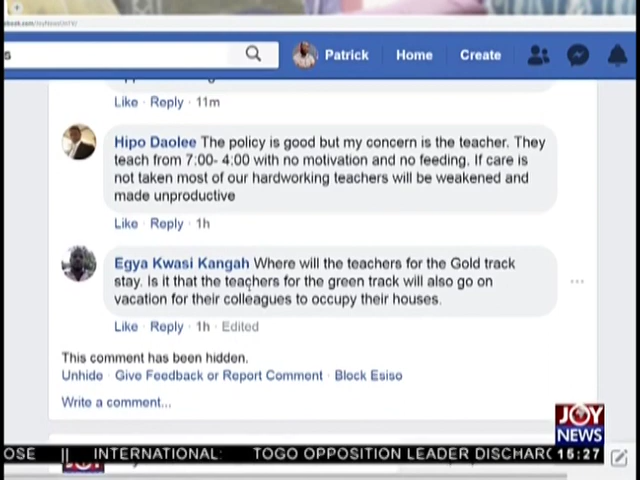 Patrick Home Create
Like · Reply · 11m
Hipo Daolee The policy is good but my concern is the teacher. They
teach from 7:00- 4:00 with no motivation and no feeding. If care is
not taken most of our hardworking teachers will be weakened and
made unproductive
Like · Reply · 1h
Egya Kwasi Kangah Where will the teachers for the Gold track
stay. Is it that the teachers for the green track will also go on
vacation for their colleagues to occupy their houses.
Like · Reply · 1h · Edited
This comment has been hidden.
Unhide · Give Feedback or Report Comment · Block Esiso
Write a comment...
JOY
NEWS
OSE || INTERNATIONAL: TOGO OPPOSITION LEADER DISCHARG
15:27